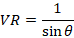 VR = 1 / sin θ